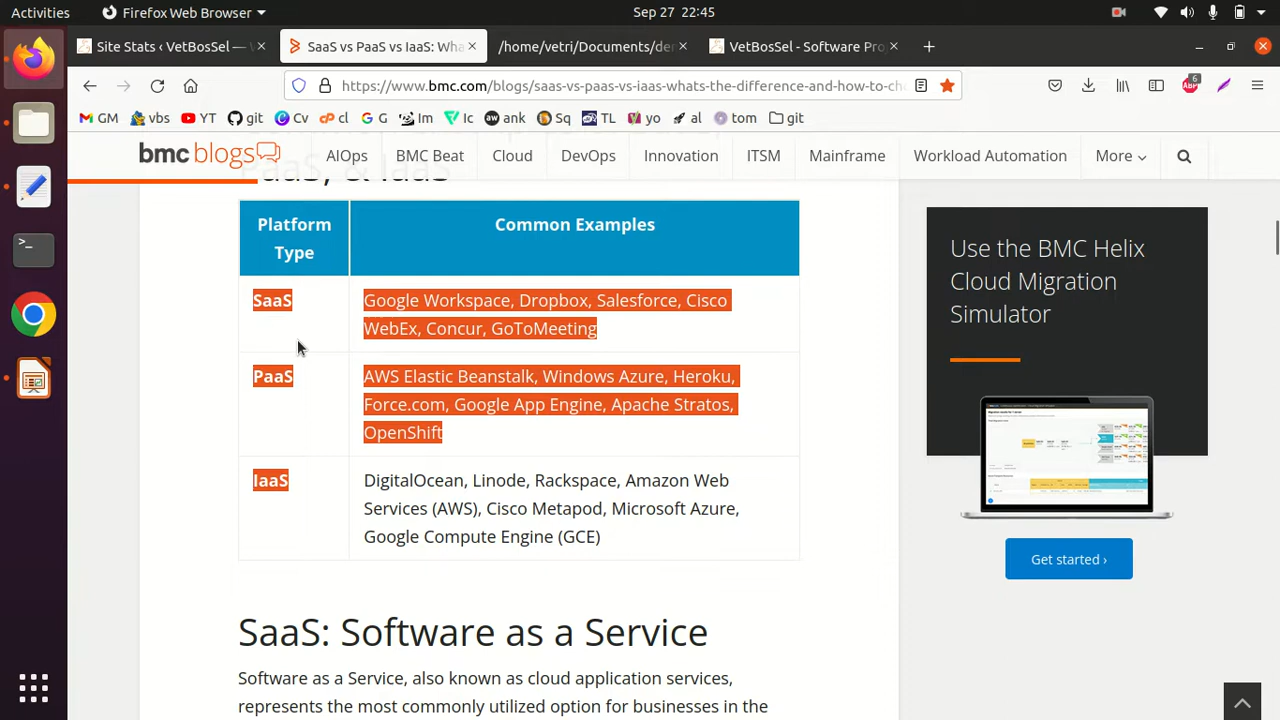 Activities
Firefox Web Browser
Sep 27 22:45
Site Stats ‹ VetBosSel —
SaaS vs PaaS vs IaaS: Wha
/home/vetri/Documents/der
VetBosSel - Software Pro
https://www.bmc.com/blogs/saas-vs-paas-vs-iaas-whats-the-difference-and-how-to-ch
6
GM
vbs
YT
git
Cv
cl
G
Im
Ic
ank
Sq
TL
yo
al
tom
git
bmc blogs
AIOps
BMC Beat
Cloud
DevOps
Innovation
ITSM
Mainframe
Workload Automation
More
PaaS, & IaaS
Platform Type
Common Examples
SaaS
Google Workspace, Dropbox, Salesforce, Cisco
WebEx, Concur, GoToMeeting
PaaS
AWS Elastic Beanstalk, Windows Azure, Heroku,
Force.com, Google App Engine, Apache Stratos,
OpenShift
IaaS
DigitalOcean, Linode, Rackspace, Amazon Web
Services (AWS), Cisco Metapod, Microsoft Azure,
Google Compute Engine (GCE)
SaaS: Software as a Service
Software as a Service, also known as cloud application services,
represents the most commonly utilized option for businesses in the
Use the BMC Helix
Cloud Migration
Simulator
Get started ›